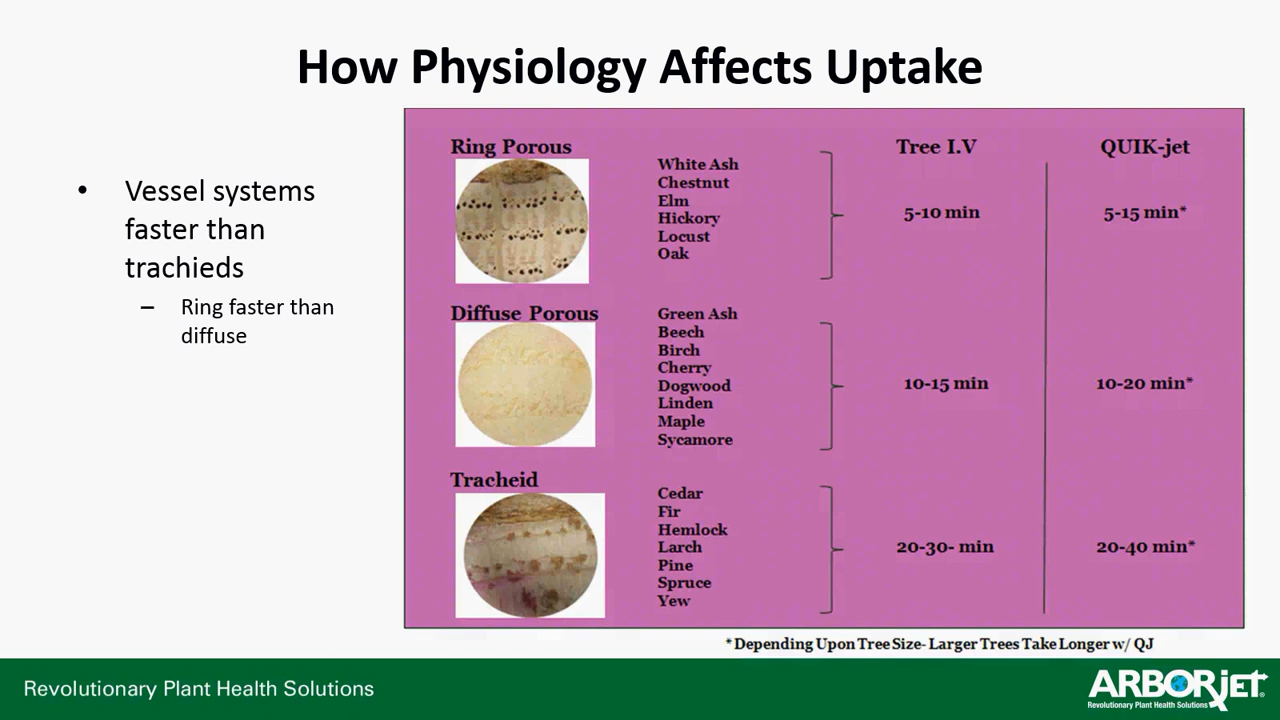 How Physiology Affects Uptake
• Vessel systems
faster than
trachieds
– Ring faster than
diffuse
Ring Porous
White Ash
Chestnut
Elm
Hickory
Locust
Oak
Tree I.V
QUIK-jet
5-10 min
5-15 min*
Diffuse Porous
Green Ash
Beech
Birch
Cherry
Dogwood
Linden
Maple
Sycamore
10-15 min
10-20 min*
Tracheid
Cedar
Fir
Hemlock
Larch
Pine
Spruce
Yew
20-30- min
20-40 min*
*Depending Upon Tree Size- Larger Trees Take Longer w/ QJ
Revolutionary Plant Health Solutions
ARBORjet®
Revolutionary Plant Health Solutions